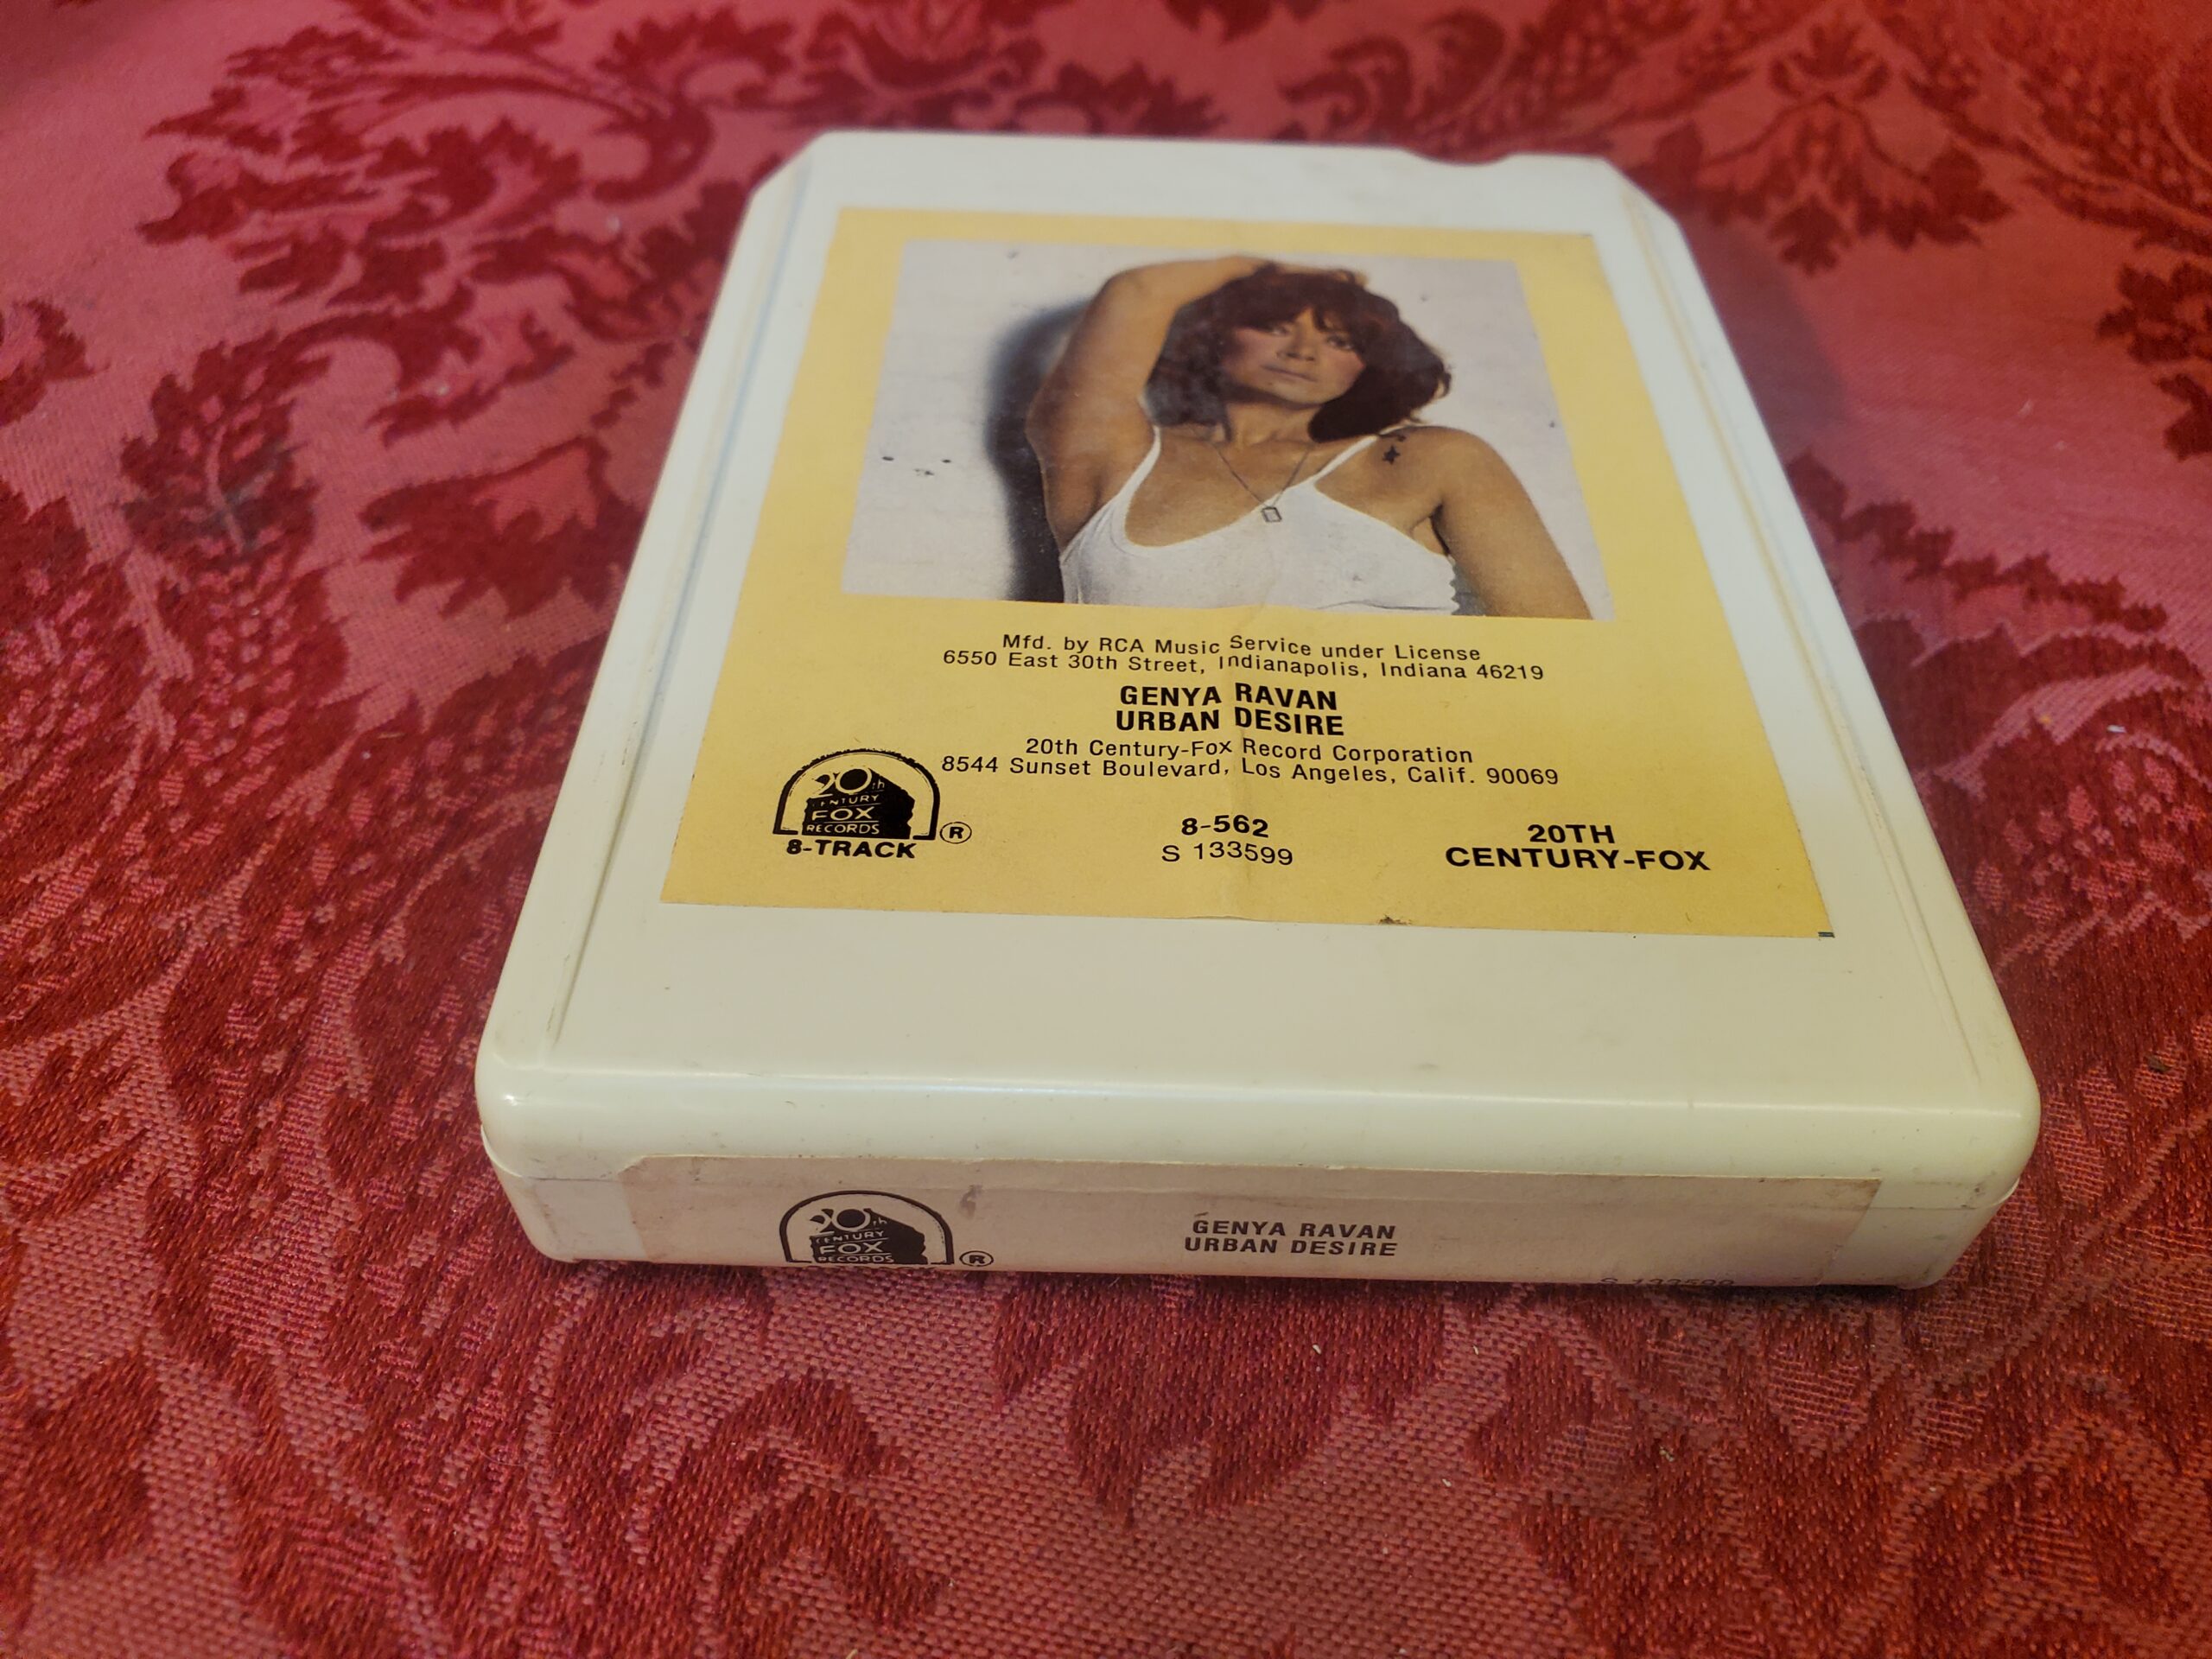 Mfd. by RCA Music Service under License
6550 East 30th Street, Indianapolis, Indiana 46219
GENYA RAVAN
URBAN DESIRE
20th Century-Fox Record Corporation
8544 Sunset Boulevard, Los Angeles, Calif. 90069
20th
CENTURY
FOX
RECORDS
®
8-TRACK
8-562
S 133599
20TH
CENTURY-FOX
20th
CENTURY
FOX
RECORDS
®
GENYA RAVAN
URBAN DESIRE
S 133599